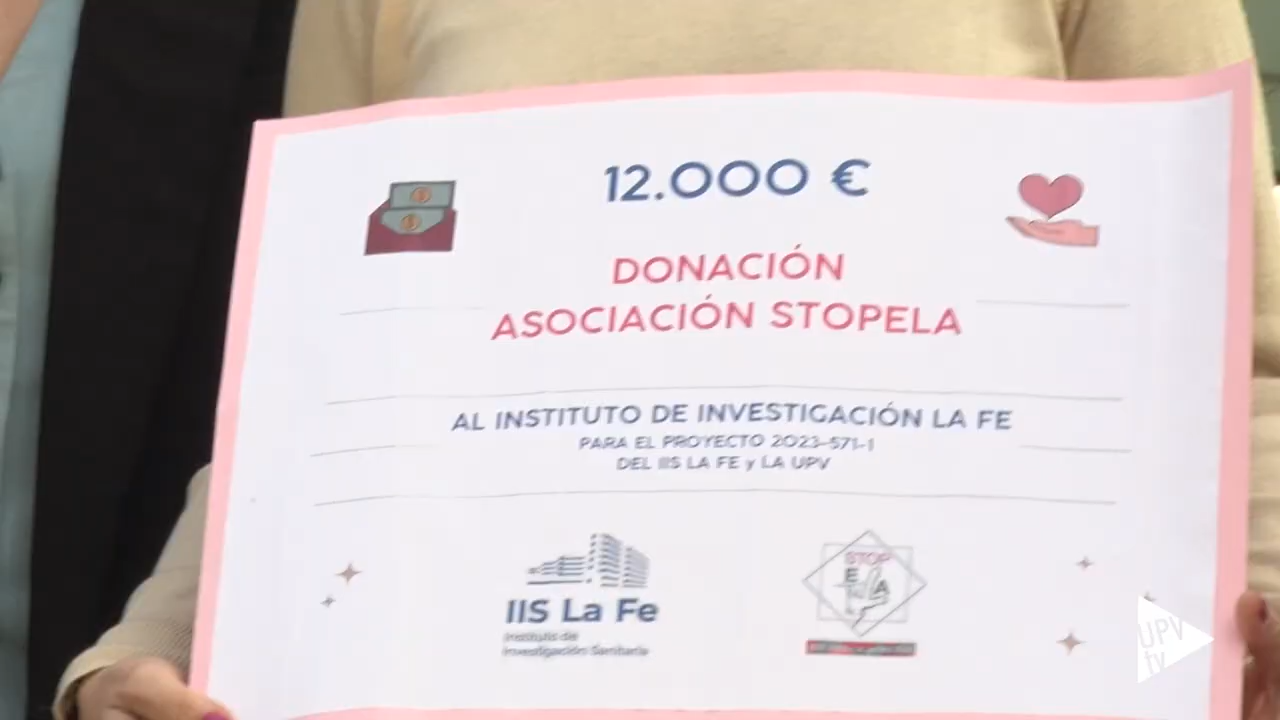 12.000 €
DONACIÓN
ASOCIACIÓN STOPELA
AL INSTITUTO DE INVESTIGACIÓN LA FE
PARA EL PROYECTO 2023-571-1
DEL IIS LA FE y LA UPV
IIS La Fe
Instituto de
Investigación Sanitaria
STOP
ELA
UPV
tv